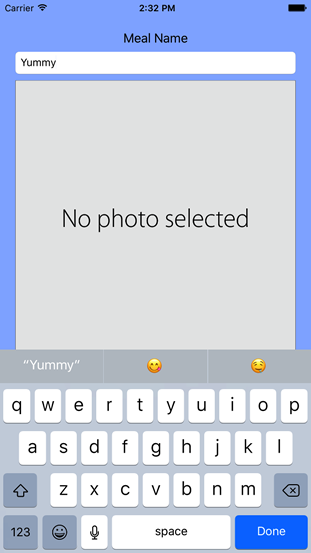 Carrier 2:32 PM
Meal Name
Yummy
No photo selected
“Yummy” 😋 🤤
q w e r t y u i o p
a s d f g h j k l
z x c v b n m
123 space Done